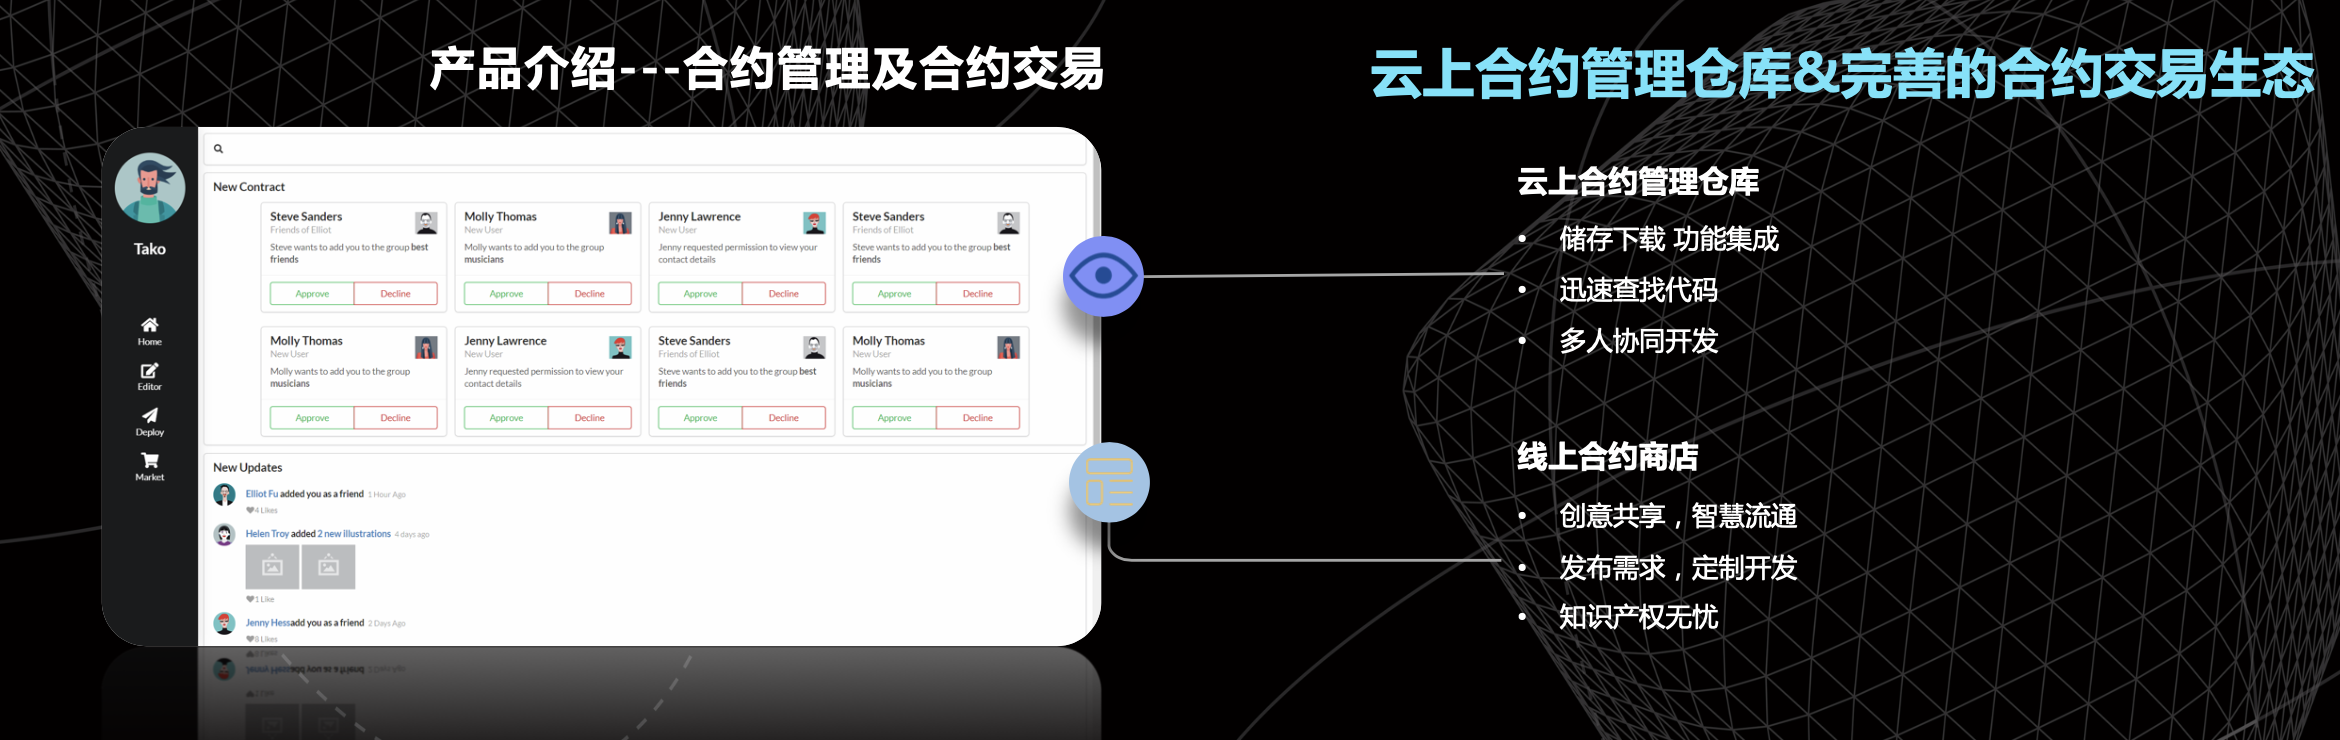 产品介绍---合约管理及合约交易
云上合约管理仓库&完善的合约交易生态
Tako
Home
Editor
Deploy
Market
New Contract
Steve Sanders
Friends of Elliot
Steve wants to add you to the group best
friends
Approve
Decline
Molly Thomas
New User
Molly wants to add you to the group
musicians
Approve
Decline
Jenny Lawrence
New User
Jenny requested permission to view your
contact details
Approve
Decline
Steve Sanders
Friends of Elliot
Steve wants to add you to the group best
friends
Approve
Decline
Molly Thomas
New User
Molly wants to add you to the group
musicians
Approve
Decline
Jenny Lawrence
New User
Jenny requested permission to view your
contact details
Approve
Decline
Steve Sanders
Friends of Elliot
Steve wants to add you to the group best
friends
Approve
Decline
Molly Thomas
New User
Molly wants to add you to the group
musicians
Approve
Decline
New Updates
Elliot Fu added you as a friend 1 Hour Ago
4 Likes
Helen Troy added 2 new illustrations 4 days ago
1 Like
Jenny Hessadd you as a friend 2 Days Ago
8 Likes
云上合约管理仓库
• 储存下载 功能集成
• 迅速查找代码
• 多人协同开发
线上合约商店
• 创意共享，智慧流通
• 发布需求，定制开发
• 知识产权无忧